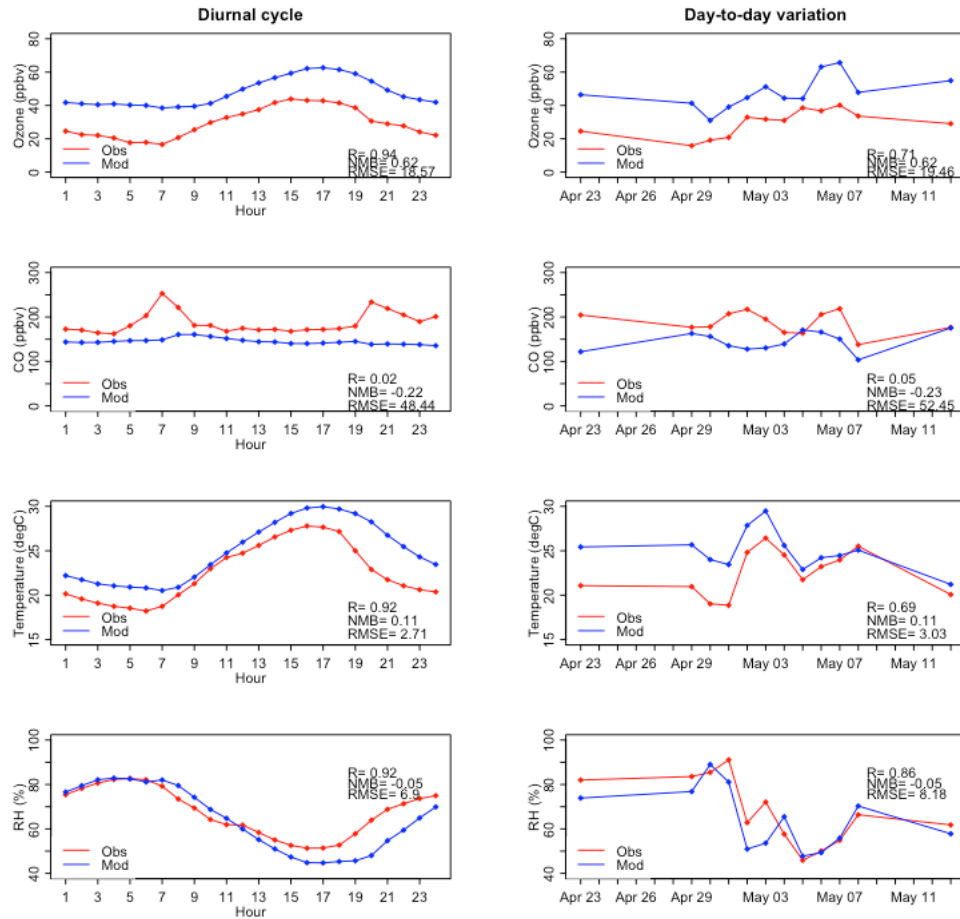 Diurnal cycle
Day-to-day variation
Ozone (ppbv)
80
60
40
20
0
Obs
Mod
R= 0.94
NMB= 0.62
RMSE= 18.57
1 3 5 7 9 11 13 15 17 19 21 23
Hour
Ozone (ppbv)
80
60
40
20
0
Obs
Mod
R= 0.71
NMB= 0.62
RMSE= 19.46
Apr 23 Apr 26 Apr 29 May 03 May 07 May 11
CO (ppbv)
300
200
100
0
Obs
Mod
R= 0.02
NMB= -0.22
RMSE= 48.44
1 3 5 7 9 11 13 15 17 19 21 23
Hour
CO (ppbv)
300
200
100
0
Obs
Mod
R= 0.05
NMB= -0.23
RMSE= 52.45
Apr 23 Apr 26 Apr 29 May 03 May 07 May 11
Temperature (degC)
30
25
20
15
Obs
Mod
R= 0.92
NMB= 0.11
RMSE= 2.71
1 3 5 7 9 11 13 15 17 19 21 23
Hour
Temperature (degC)
30
25
20
15
Obs
Mod
R= 0.69
NMB= 0.11
RMSE= 3.03
Apr 23 Apr 26 Apr 29 May 03 May 07 May 11
RH (%)
100
80
60
40
Obs
Mod
R= 0.92
NMB= -0.05
RMSE= 6.9
1 3 5 7 9 11 13 15 17 19 21 23
Hour
RH (%)
100
80
60
40
Obs
Mod
R= 0.86
NMB= -0.05
RMSE= 8.18
Apr 23 Apr 26 Apr 29 May 03 May 07 May 11